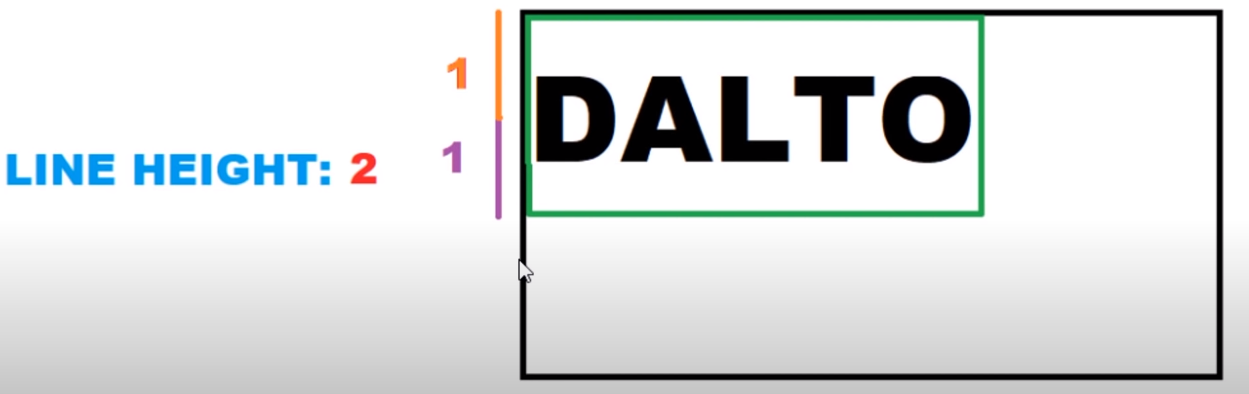 1
DALTO
LINE HEIGHT: 2
1